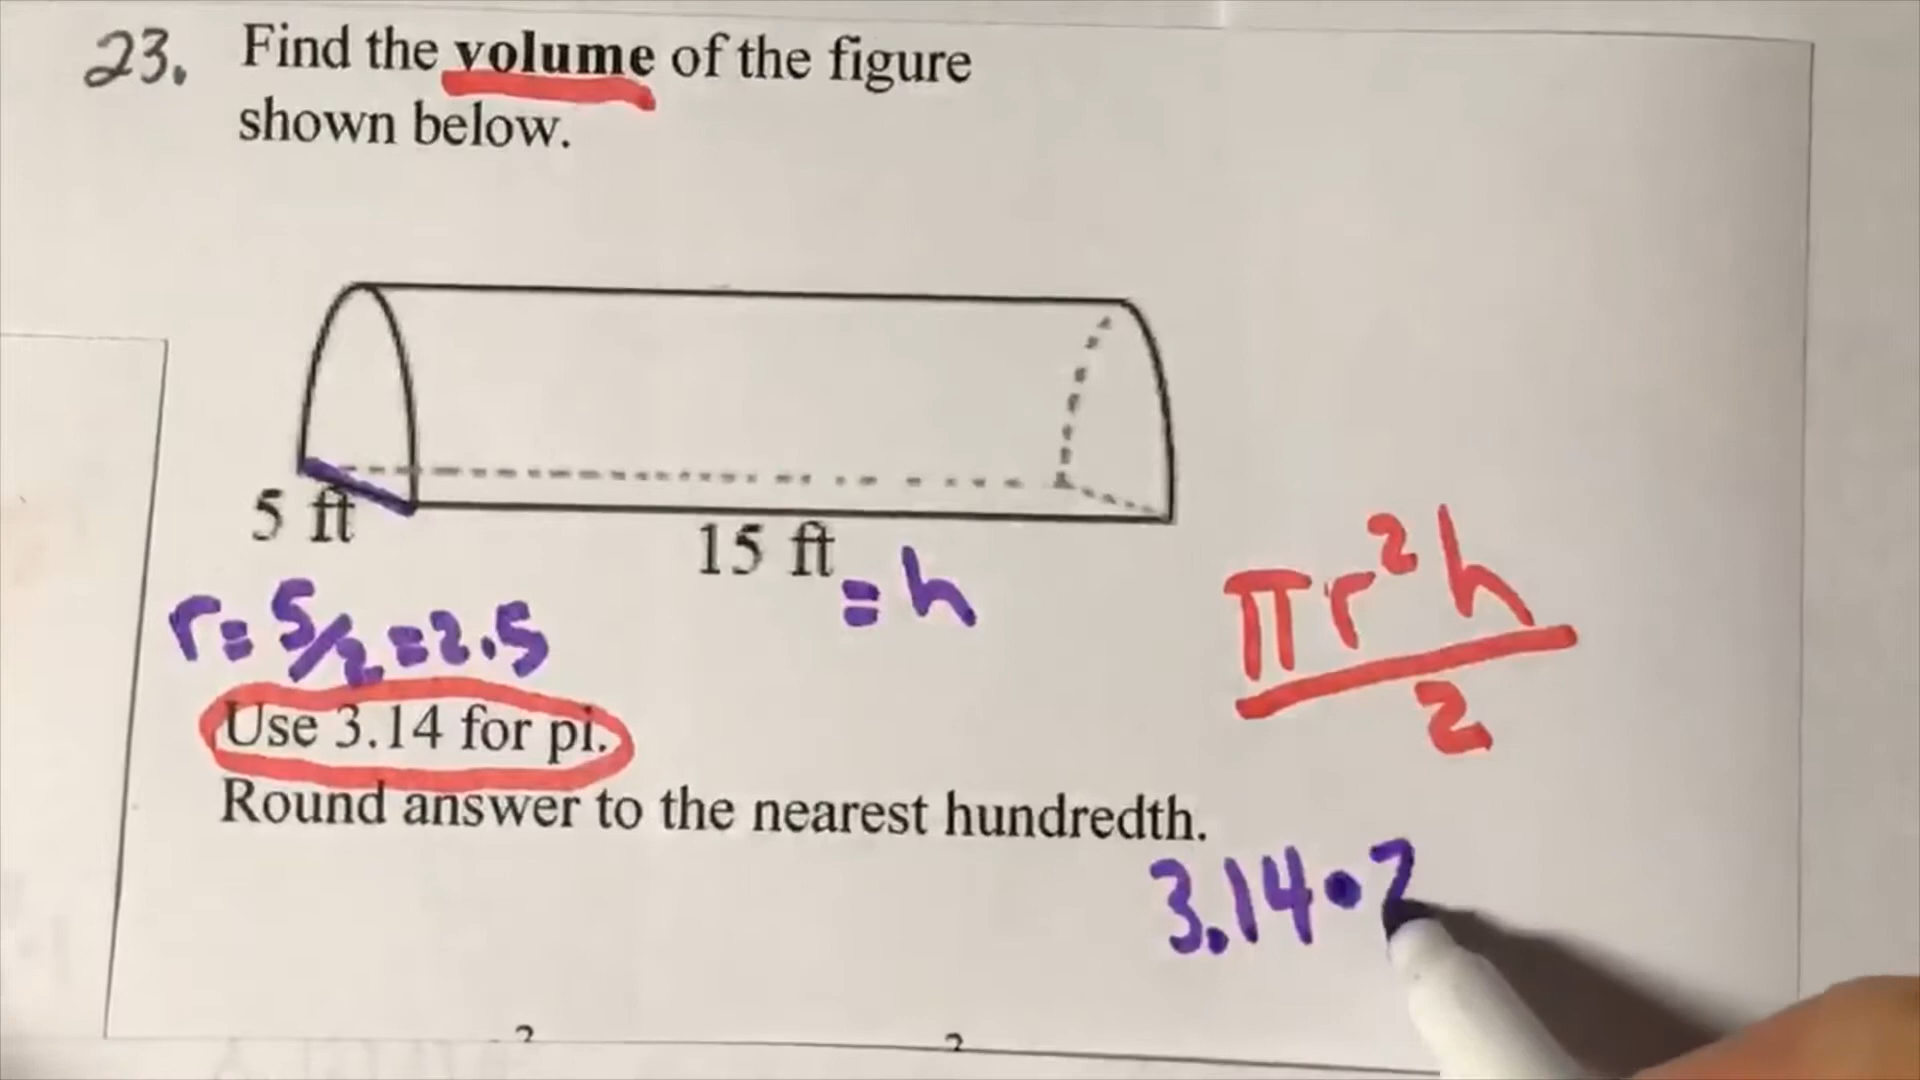 23. Find the volume of the figure
shown below.
5 ft
15 ft = h
r = 5/2 = 2.5
πr²h
2
Use 3.14 for pi.
Round answer to the nearest hundredth.
3.14 • 2